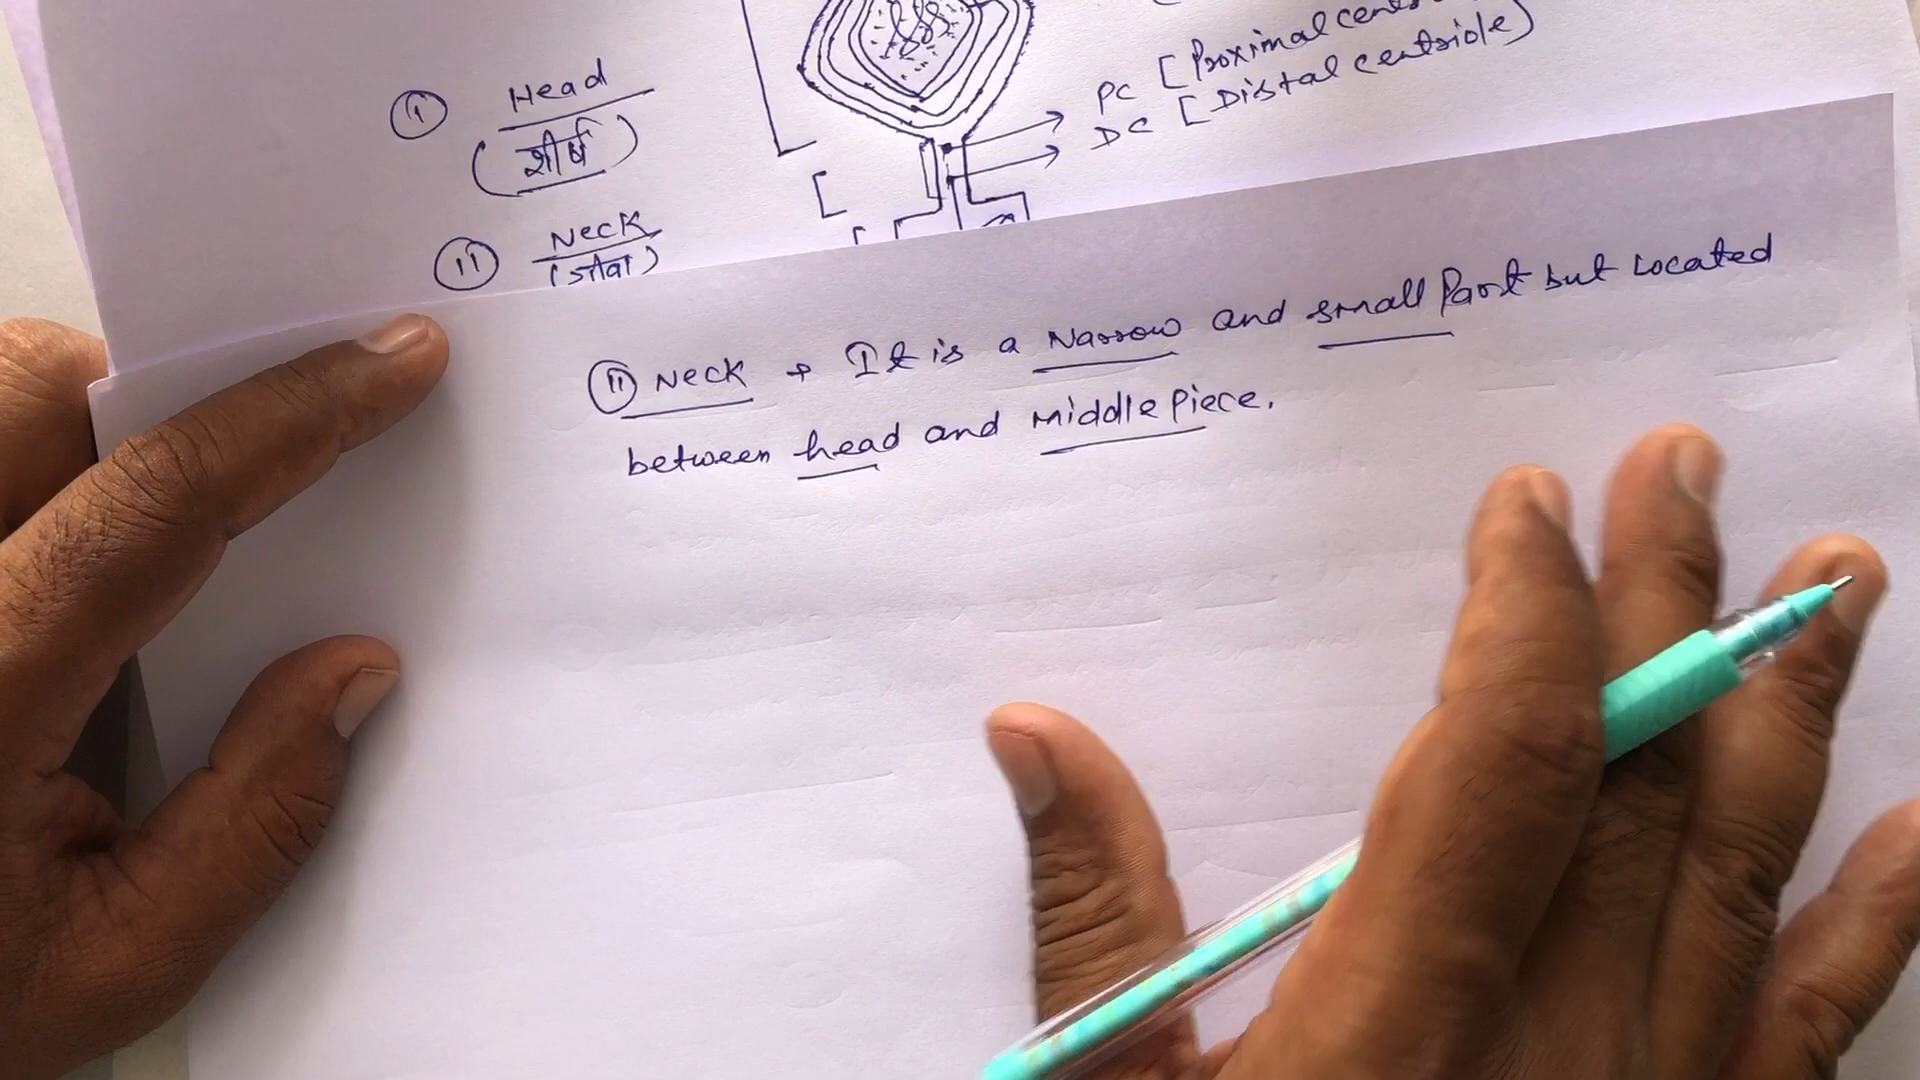 (I) Head
(शीर्ष)
PC [Proximal
DC [Distal centriole)
(II) Neck
(II) Neck → It is a Narrow and small Part but Located
between head and Middle Piece.